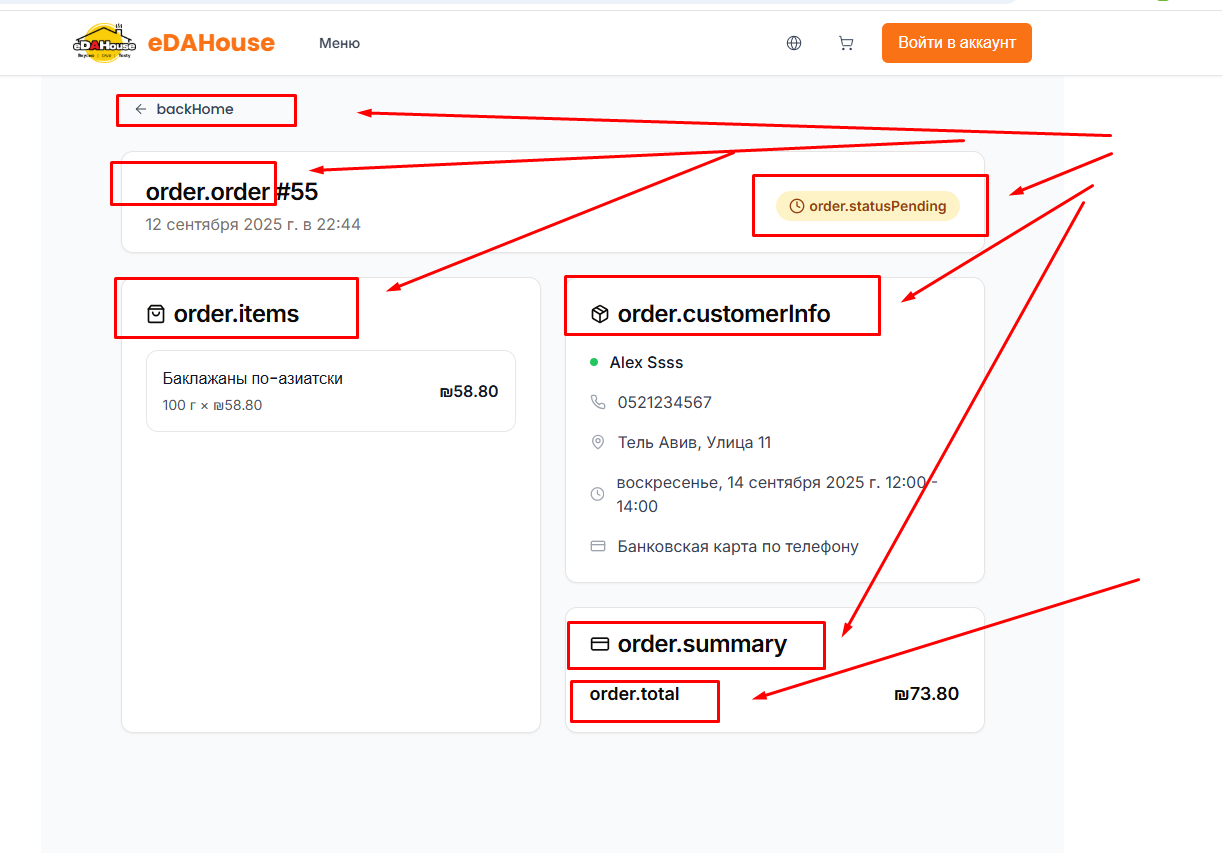 eDAHouse
eDAHouse
Меню
Войти в аккаунт
backHome
order.order #55
12 сентября 2025 г. в 22:44
order.statusPending
order.items
Баклажаны по-азиатски
100 г × ₪58.80
₪58.80
order.customerInfo
Alex Ssss
0521234567
Тель Авив, Улица 11
воскресенье, 14 сентября 2025 г. 12:00 -
14:00
Банковская карта по телефону
order.summary
order.total
₪73.80